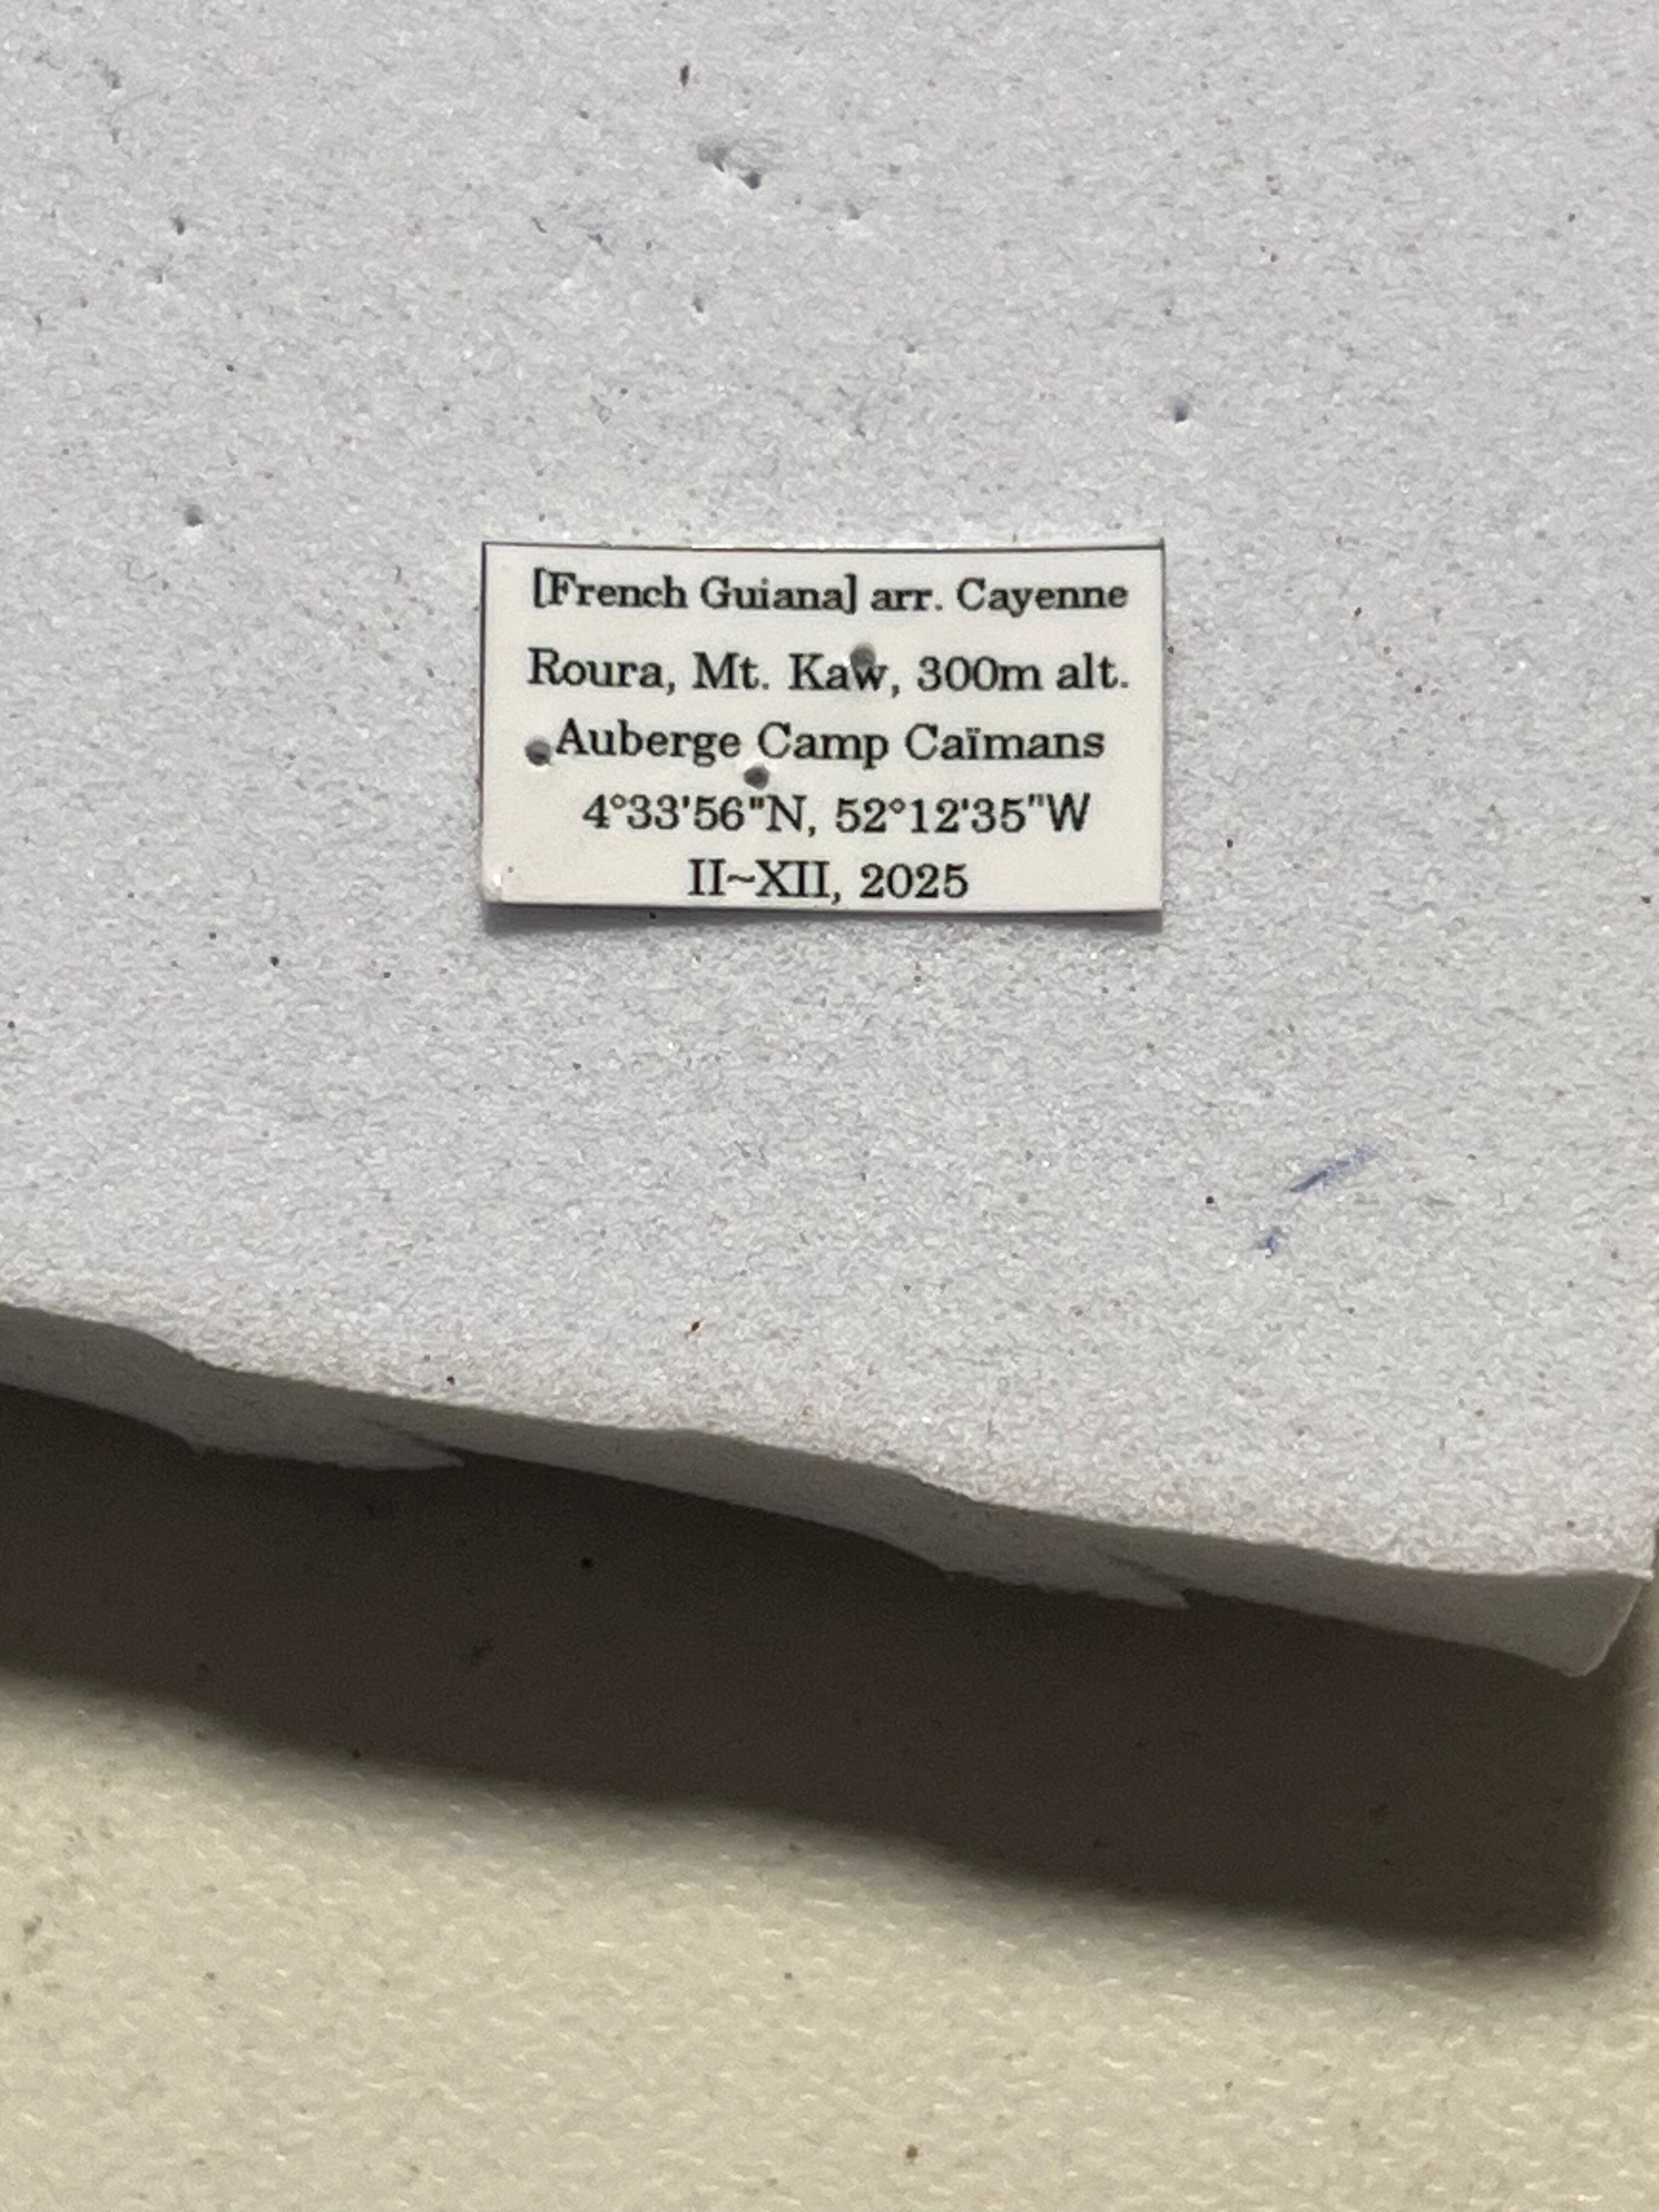 [French Guiana] arr. Cayenne
Roura, Mt. Kaw, 300m alt.
Auberge Camp Caïmans
4°33'56"N, 52°12'35"W
II~XII, 2025